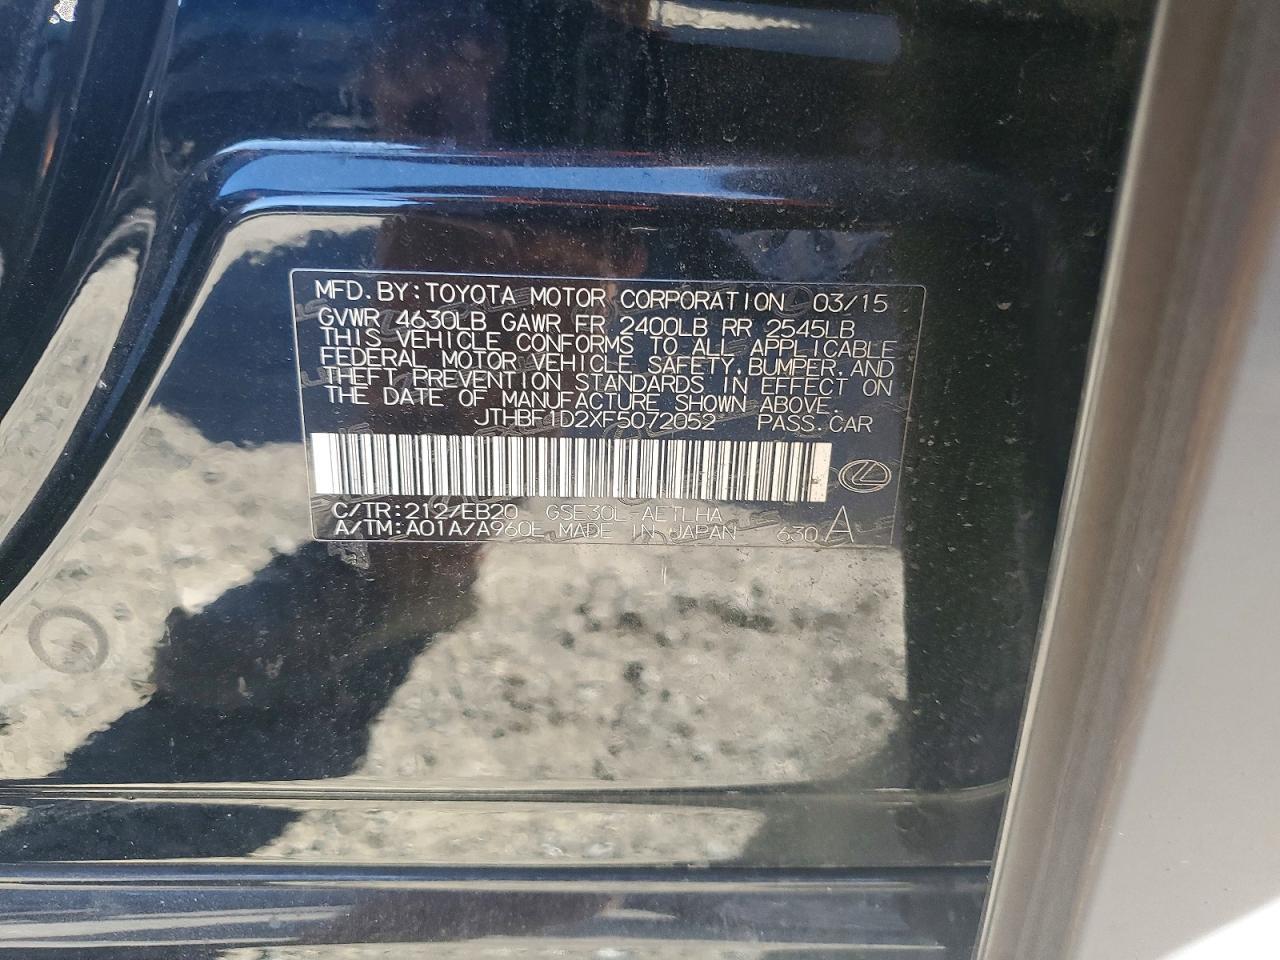 MFD.BY:TOYOTA MOTOR CORPORATION 03/15
GVWR 4630LB GAWR FR 2400LB RR 2545LB
THIS VEHICLE CONFORMS TO ALL APPLICABLE
FEDERAL MOTOR VEHICLE SAFETY,BUMPER,AND
THEFT PREVENTION STANDARDS IN EFFECT ON
THE DATE OF MANUFACTURE SHOWN ABOVE.
JTHBF1D2XF5072052 PASS.CAR
C/TR:212/EB20 GSE30L-AETLHA
A/TM:A01A/A960E MADE IN JAPAN 630 A